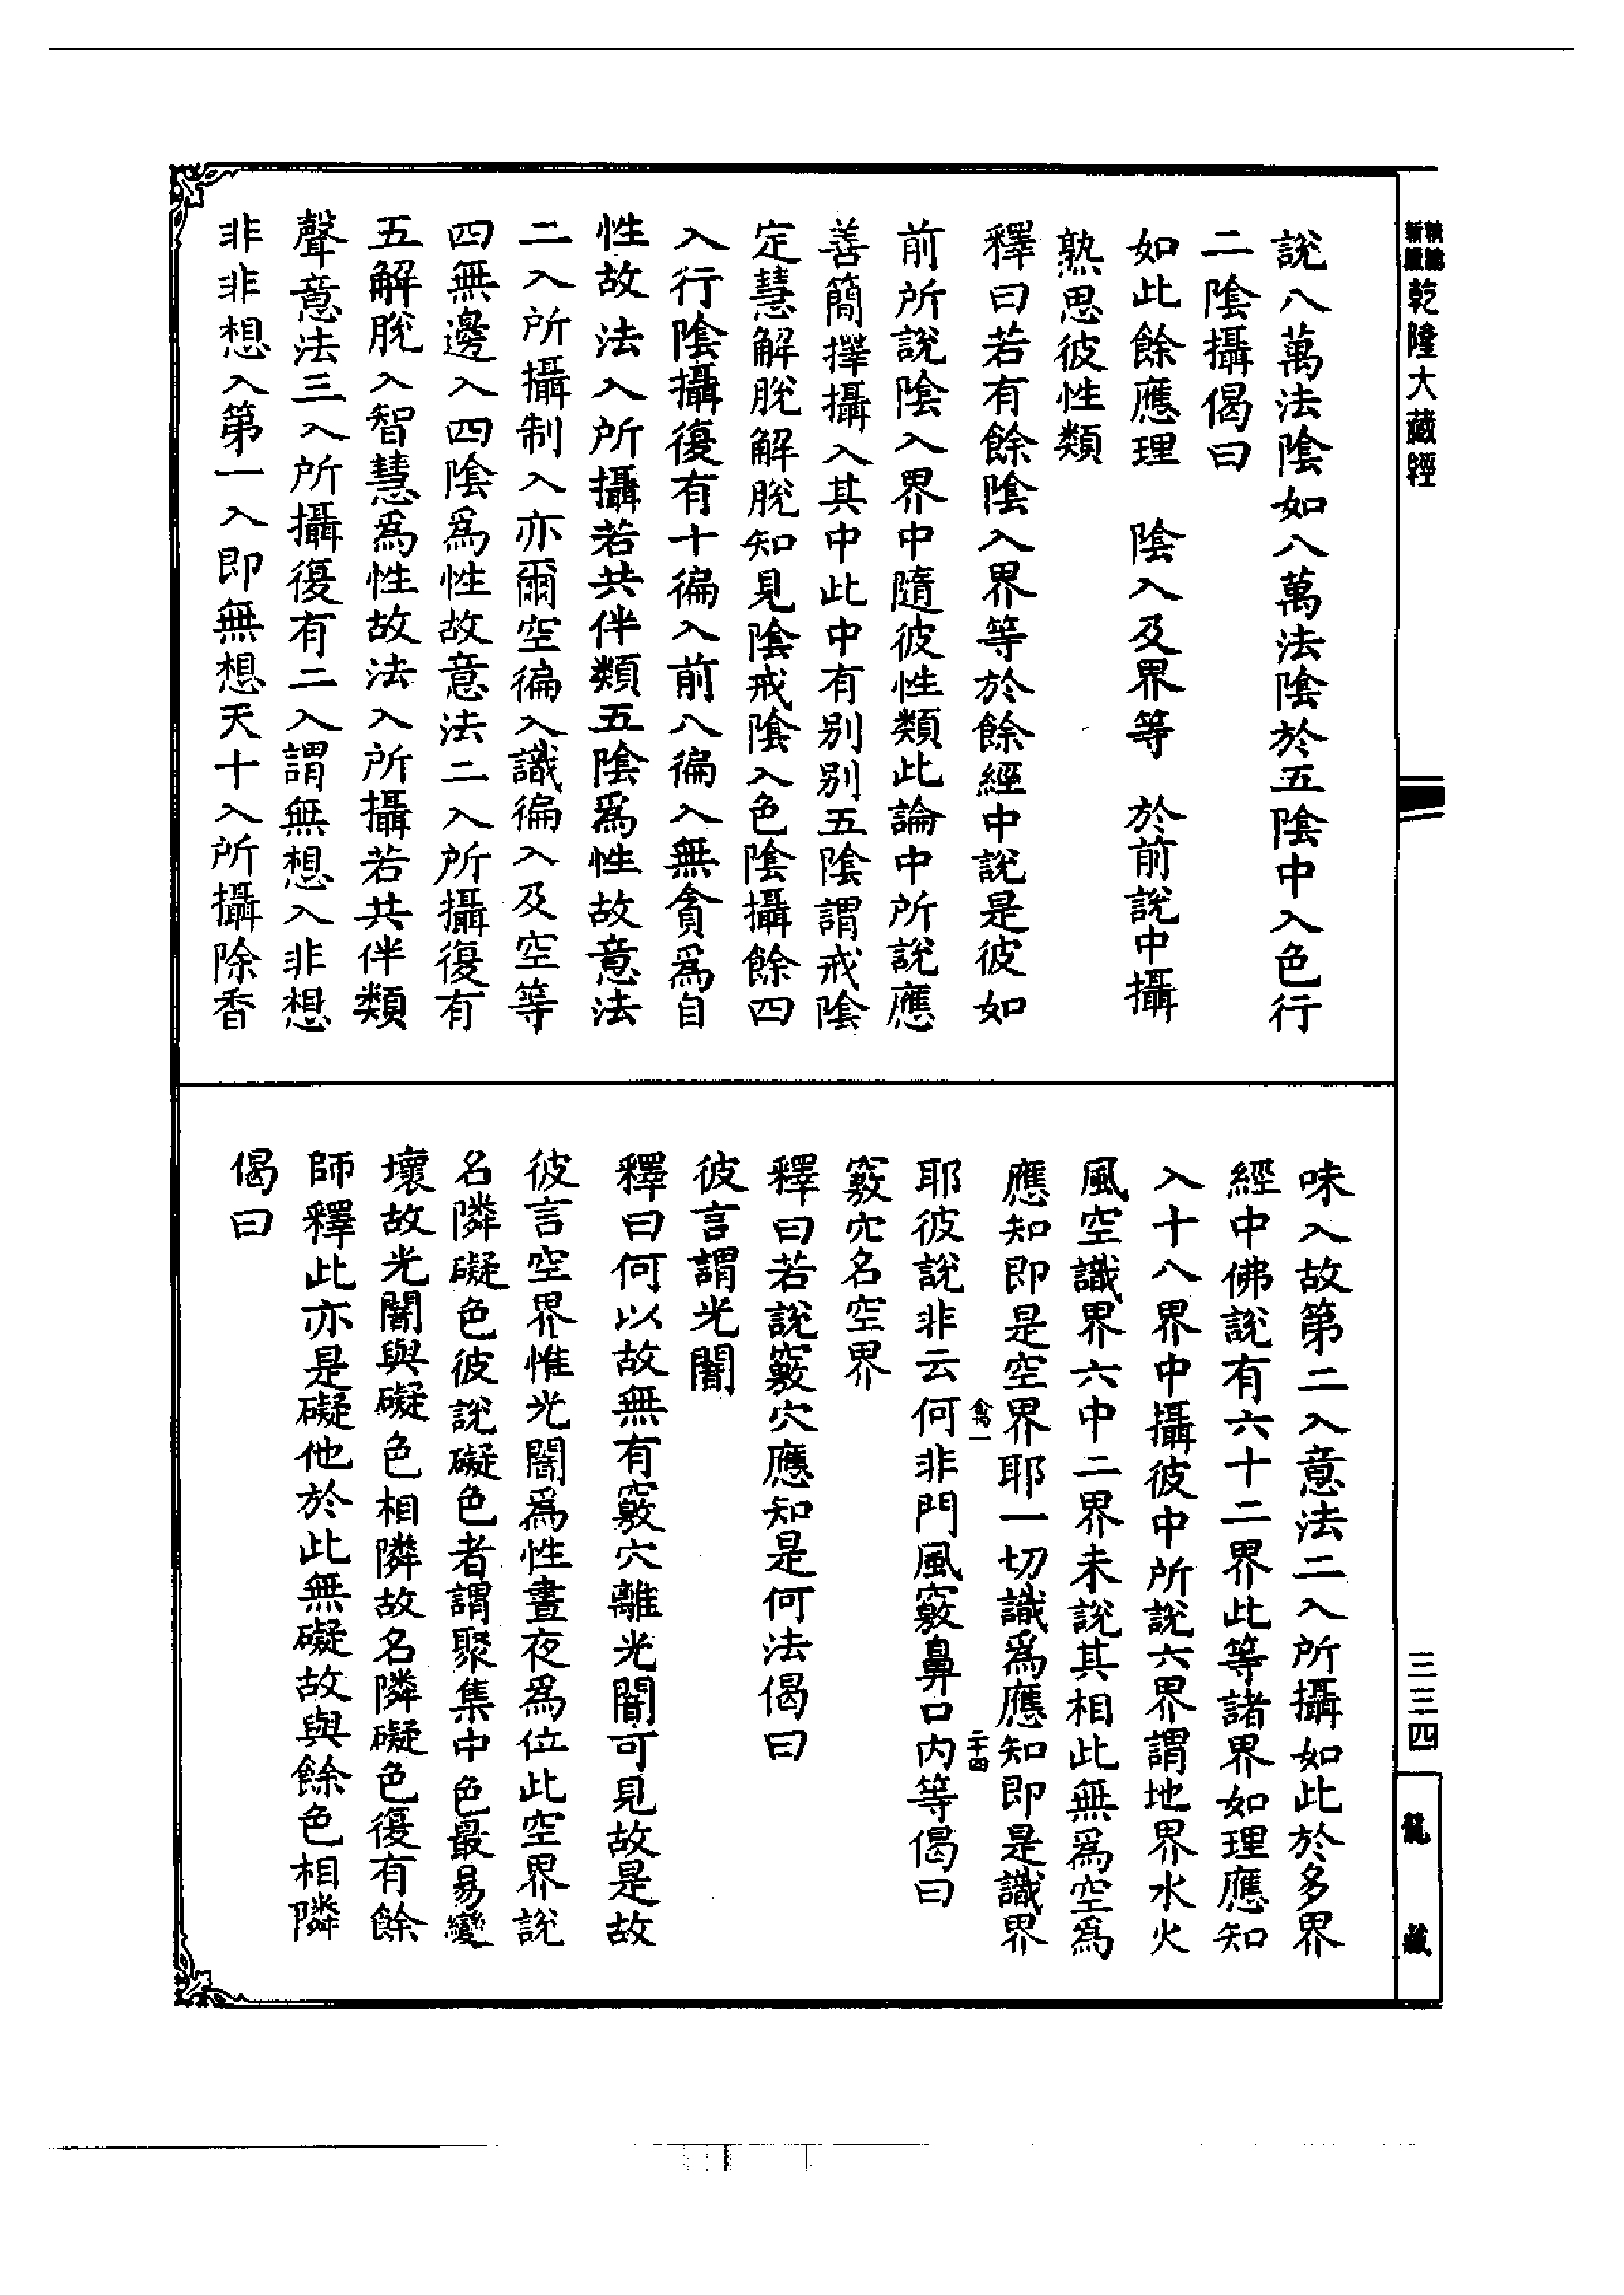 乾隆大藏經
三三四
說八萬法陰如八萬法陰於五陰中入色行
二陰攝偈曰
如此餘應理　陰入及界等　於前說中攝
熟思彼性類
釋曰若有餘陰入界等於餘經中說是彼如
前所說陰入界中隨彼性類此論中所說應
善簡擇攝入其中此中有別別五陰謂戒陰
定慧解脫解脫知見陰戒陰入色陰攝餘四
入行陰攝復有十徧入前八徧入無貪爲自
性故法入所攝若共伴類五陰爲性故意法
二入所攝制入亦爾空徧入識徧入及空等
四無邊入四陰爲性故意法二入所攝復有
五解脫入智慧爲性故法入所攝若共伴類
聲意法三入所攝復有二入謂無想入非想
非非想入第一入即無想天十入所攝除香
味入故第二入意法二入所攝如此於多界
經中佛說有六十二界此等諸界如理應知
入十八界中攝彼中所說六界謂地界水火
風空識界六中二界未說其相此無爲空爲
應知即是空界耶一切識爲應知即是識界
禽一
二十四
耶彼說非云何非門風竅鼻口內等偈曰
竅穴名空界
釋曰若說竅穴應知是何法偈曰
彼言謂光闇
釋曰何以故無有竅穴離光闇可見故是故
彼言空界惟光闇爲性晝夜爲位此空界說
名隣礙色彼說礙色者謂聚集中色最易變
壞故光闇與礙色相隣故名隣礙色復有餘
師釋此亦是礙他於此無礙故與餘色相隣
偈曰
龍藏